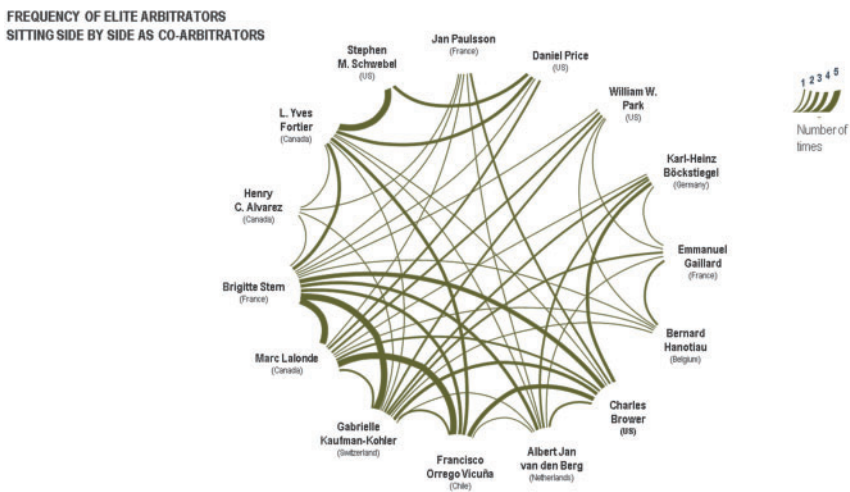 FREQUENCY OF ELITE ARBITRATORS
SITTING SIDE BY SIDE AS CO-ARBITRATORS
Jan Paulsson
(France)
Daniel Price
(US)
Stephen
M. Schwebel
(US)
William W.
Park
(US)
1 2 3 4 5
Number of
times
L. Yves
Fortier
(Canada)
Karl-Heinz
Böckstiegel
(Germany)
Henry
C. Alvarez
(Canada)
Emmanuel
Gaillard
(France)
Brigitte Stern
(France)
Bernard
Hanotiau
(Belgium)
Marc Lalonde
(Canada)
Charles
Brower
(US)
Gabrielle
Kaufman-Kohler
(Switzerland)
Albert Jan
van den Berg
(Netherlands)
Francisco
Orrego Vicuña
(Chile)